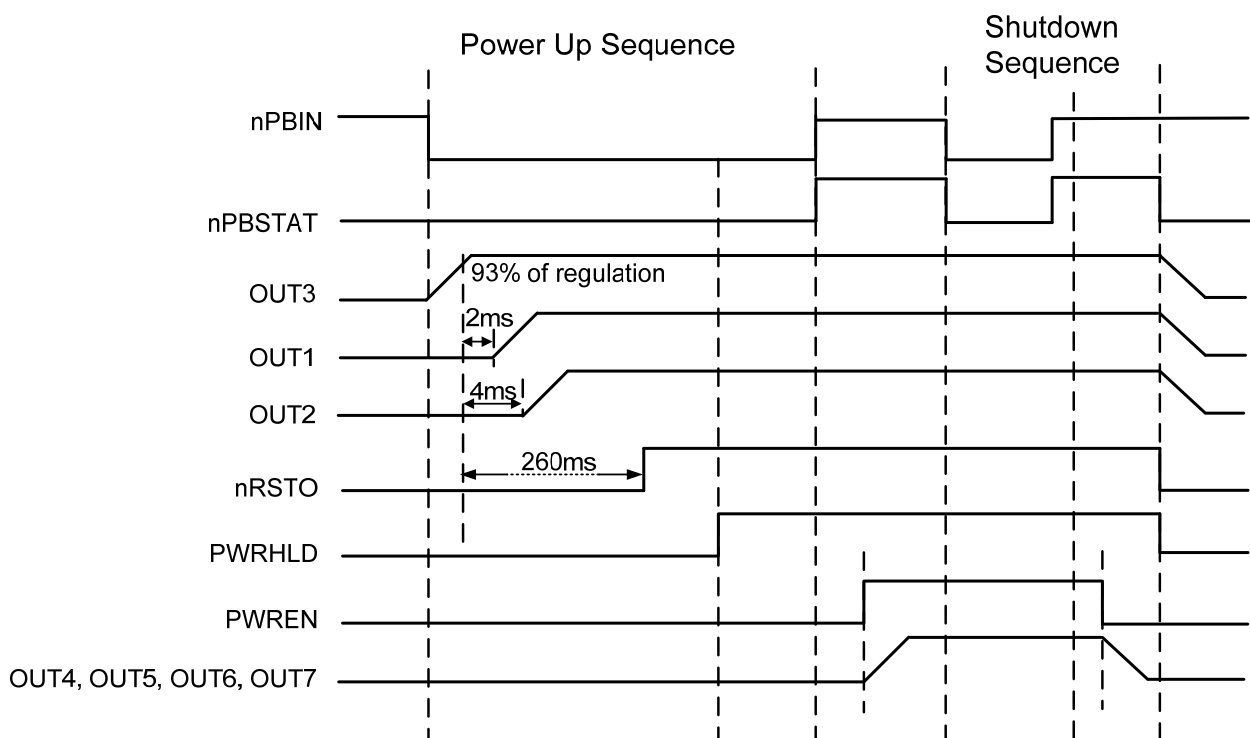 Power Up Sequence
Shutdown
Sequence
nPBIN
nPBSTAT
93% of regulation
OUT3
2ms
OUT1
4ms
OUT2
260ms
nRSTO
PWRHLD
PWREN
OUT4, OUT5, OUT6, OUT7